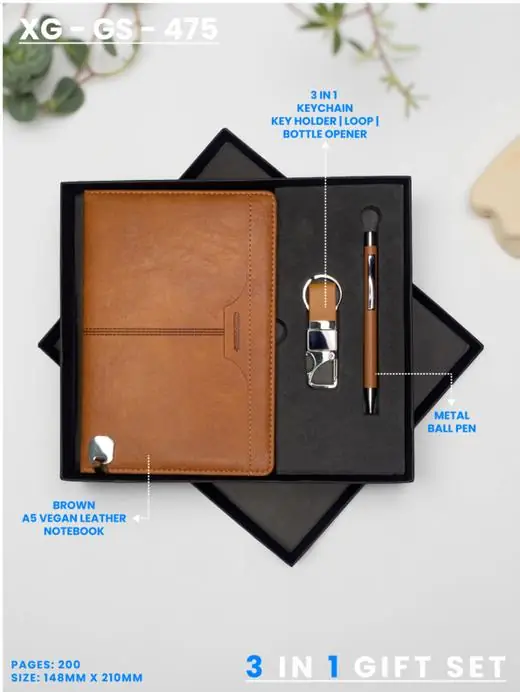 XG - GS - 475
3 IN 1
KEYCHAIN
KEY HOLDER | LOOP |
BOTTLE OPENER
METAL
BALL PEN
BROWN
A5 VEGAN LEATHER
NOTEBOOK
PAGES: 200
SIZE: 148MM X 210MM
3 IN 1 GIFT SET